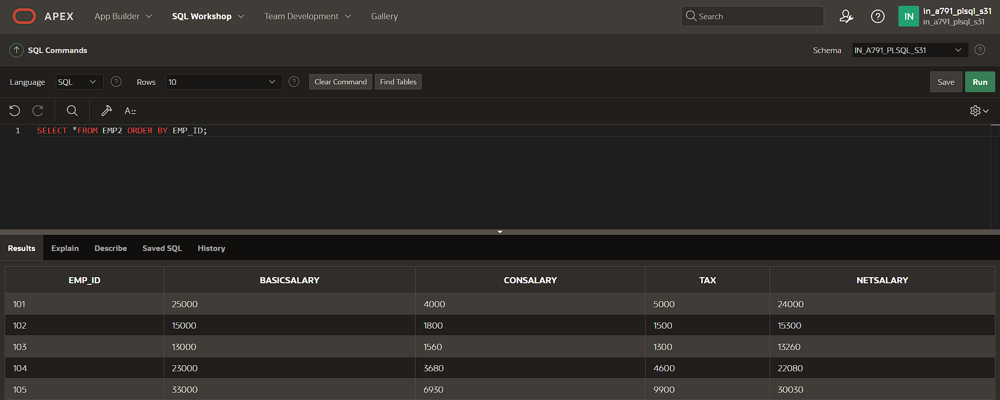 APEX App Builder SQL Workshop Team Development Gallery Search IN in_a791_plsql_s31
in_a791_plsql_s31
SQL Commands Schema IN_A791_PLSQL_S31 ?
Language SQL ? Rows 10 ? Clear Command Find Tables Save Run
A::
1 SELECT *FROM EMP2 ORDER BY EMP_ID;
Results Explain Describe Saved SQL History
EMP_ID BASICSALARY CONSALARY TAX NETSALARY
101 25000 4000 5000 24000
102 15000 1800 1500 15300
103 13000 1560 1300 13260
104 23000 3680 4600 22080
105 33000 6930 9900 30030